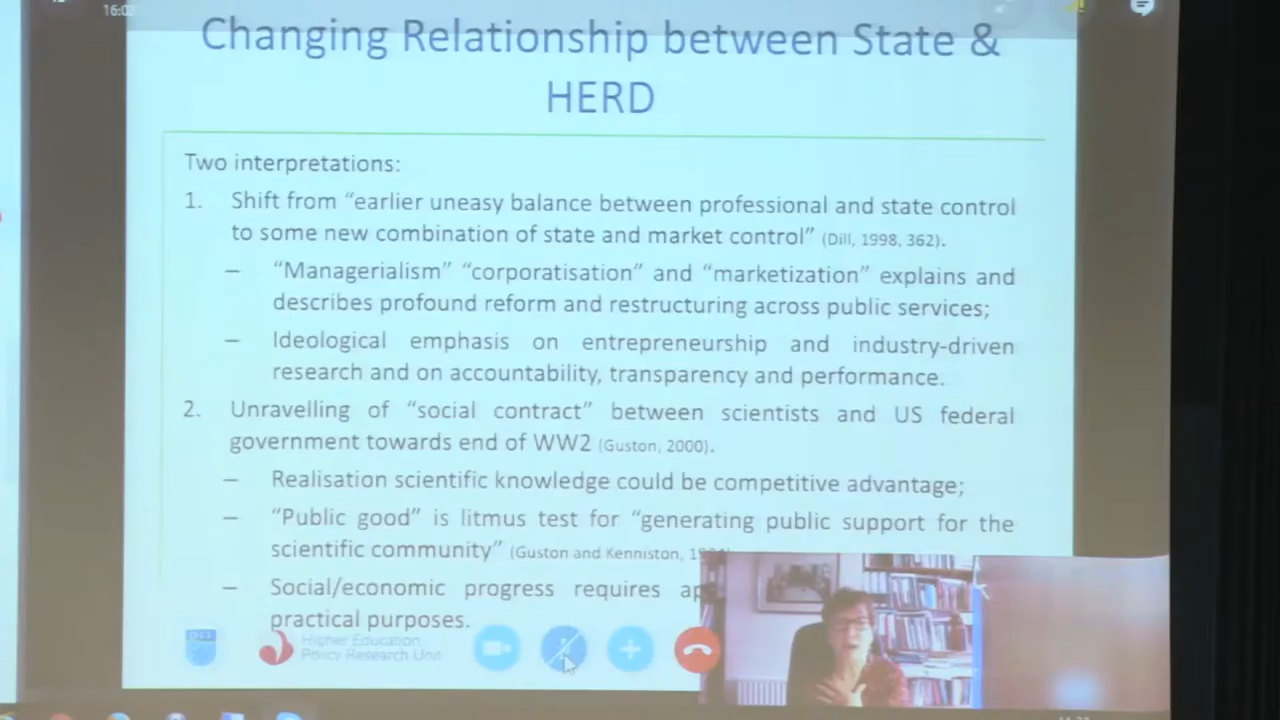 16:02
Changing Relationship between State &
HERD
Two interpretations:
1. Shift from “earlier uneasy balance between professional and state control
to some new combination of state and market control” (Dill, 1998, 362).
– “Managerialism” “corporatisation” and “marketization” explains and
describes profound reform and restructuring across public services;
– Ideological emphasis on entrepreneurship and industry-driven
research and on accountability, transparency and performance.
2. Unravelling of “social contract” between scientists and US federal
government towards end of WW2 (Guston, 2000).
– Realisation scientific knowledge could be competitive advantage;
– “Public good” is litmus test for “generating public support for the
scientific community” (Guston and Kenniston,
– Social/economic progress requires
practical purposes.
Higher Education
Policy Research Unit